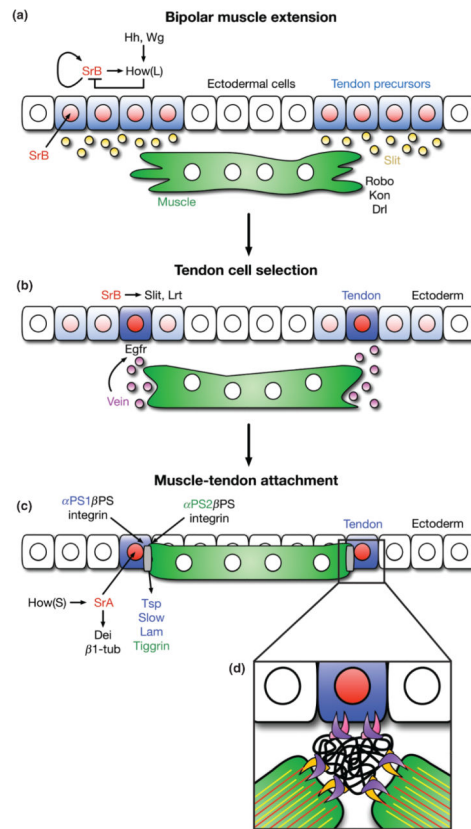 (a)
Bipolar muscle extension
Hh, Wg
SrB
How(L)
Ectodermal cells
Tendon precursors
SrB
Slit
Muscle
Robo
Kon
Drl
Tendon cell selection
(b)
SrB
Slit, Lrt
Tendon
Ectoderm
Egfr
Vein
Muscle-tendon attachment
(c)
αPS1βPS
integrin
αPS2βPS
integrin
Tendon
Ectoderm
How(S)
SrA
Dei
β1-tub
Tsp
Slow
Lam
Tiggrin
(d)